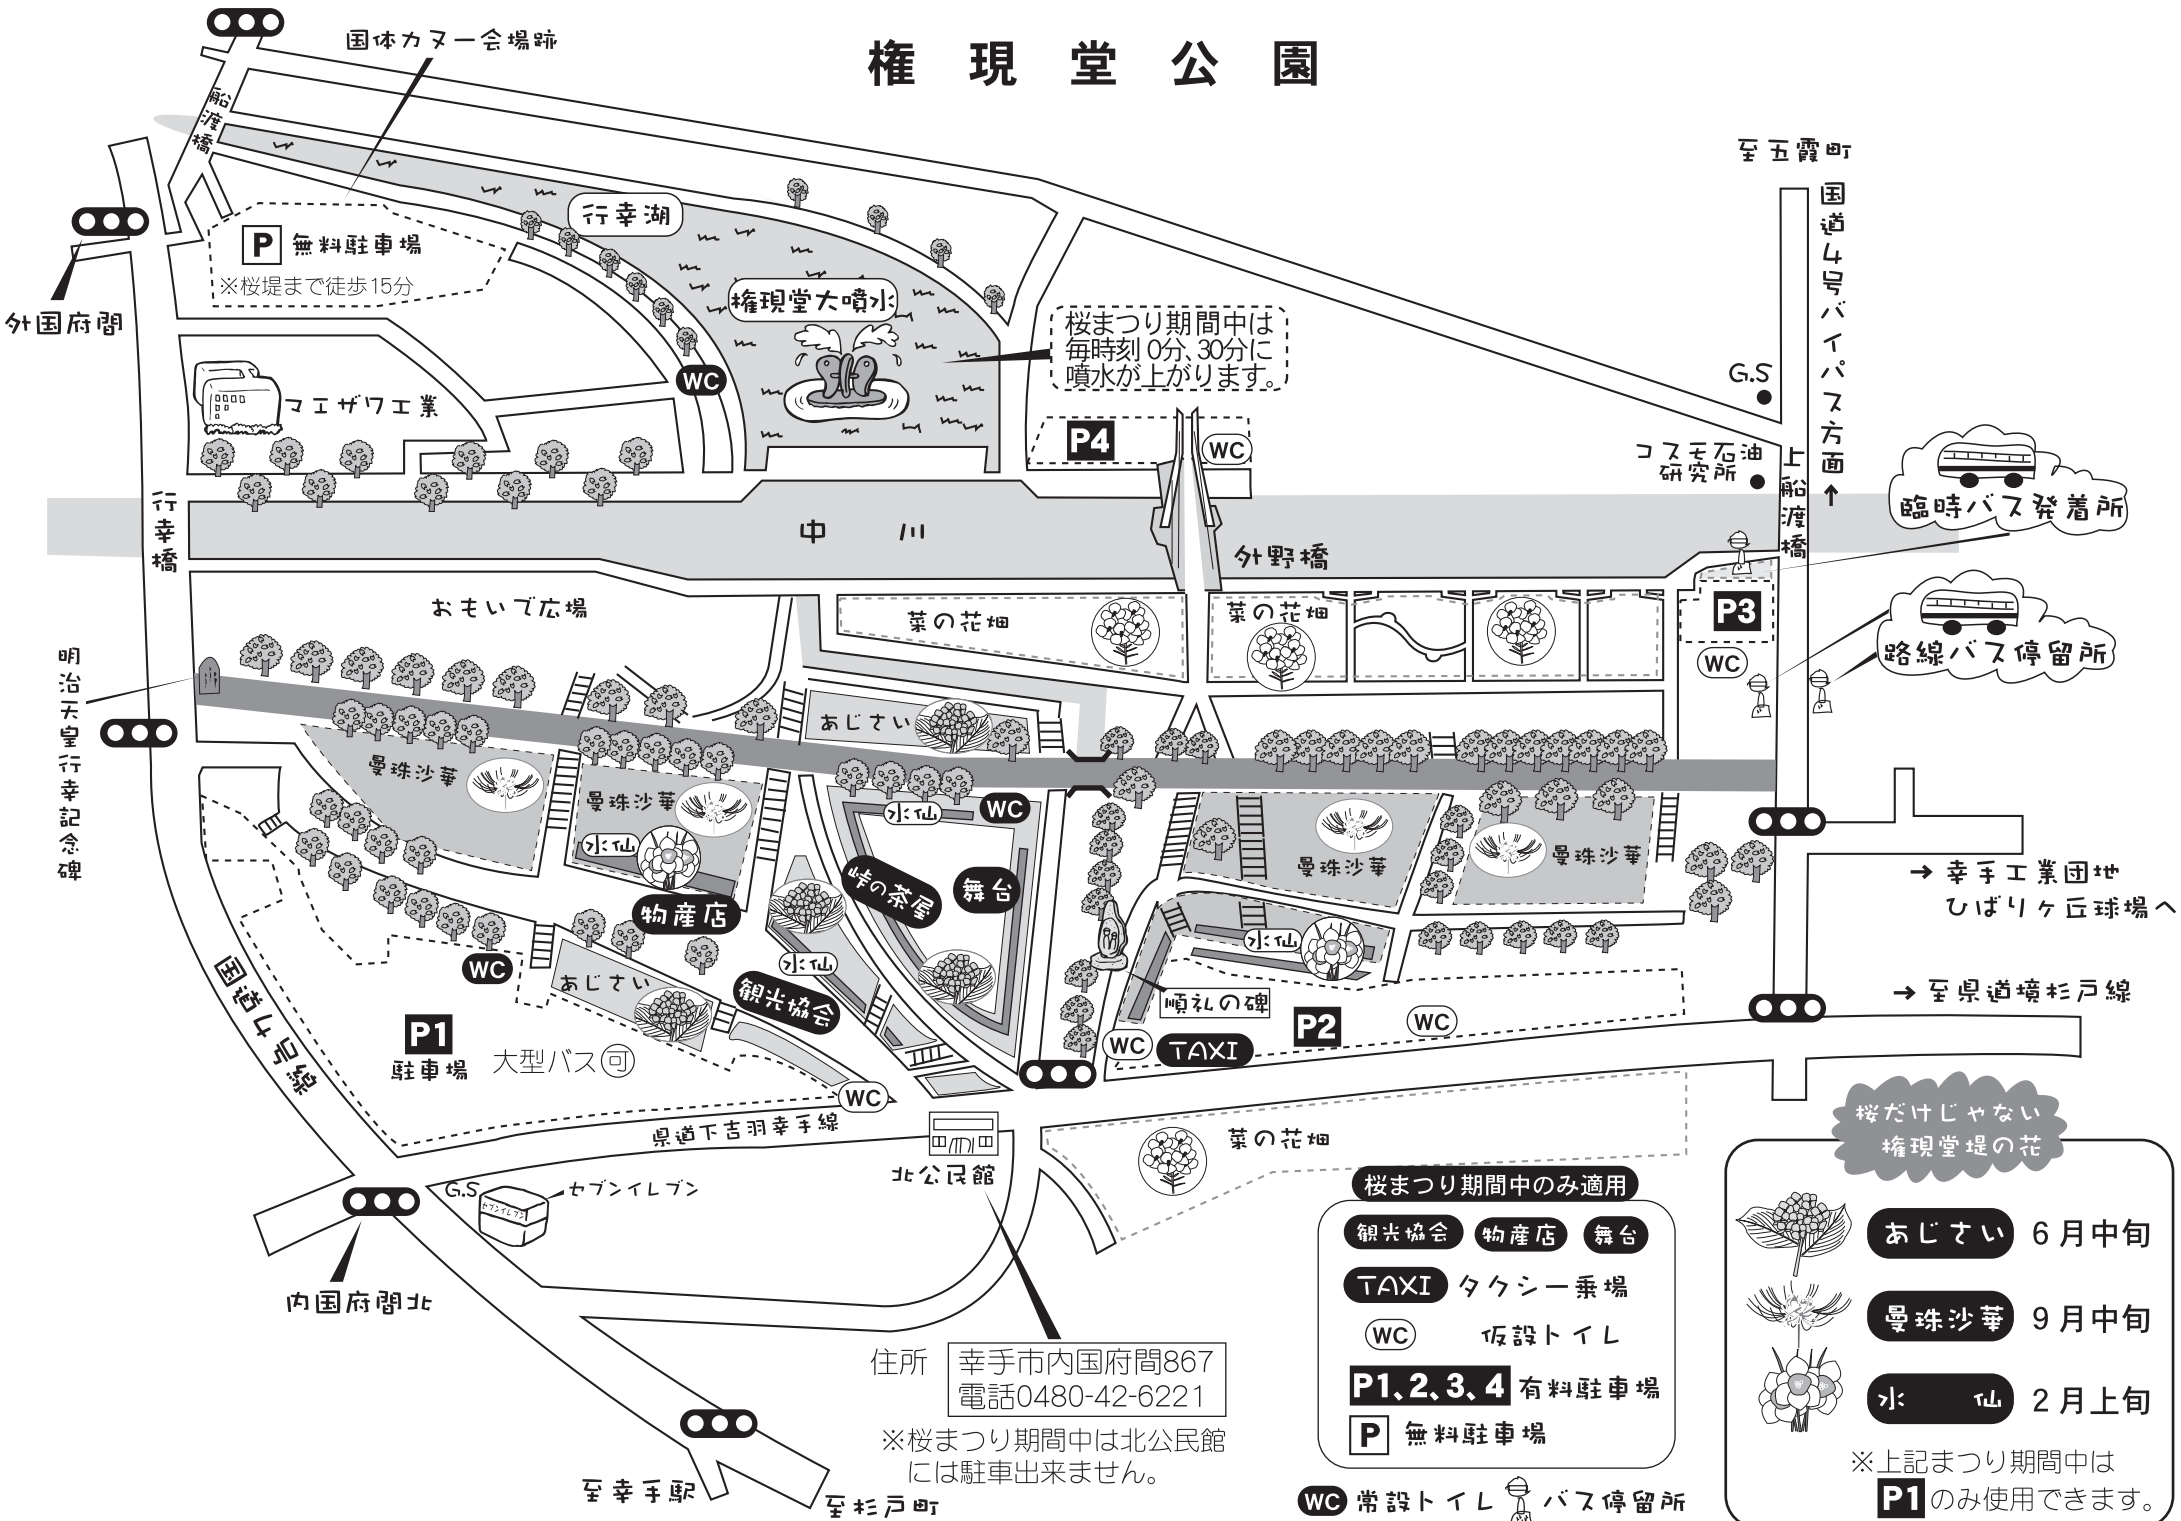 権現堂公園
国体カヌー会場跡
船渡橋
P 無料駐車場
※桜堤まで徒歩15分
外国府間
行幸湖
権現堂大噴水
桜まつり期間中は
毎時刻 0分、30分に
噴水が上がります。
WC
マエザワ工業
P4
WC
至五霞町
国道4号バイパス方面→
G.S
コスモ石油
研究所
上船渡橋
臨時バス発着所
路線バス停留所
行幸橋
中川
外野橋
おもいで広場
菜の花畑
菜の花畑
P3
WC
明治天皇行幸記念碑
あじさい
曼珠沙華
曼珠沙華
水仙
物産店
水仙
WC
峠の茶屋
舞台
曼珠沙華
曼珠沙華
水仙
順礼の碑
→ 幸手工業団地
ひばりヶ丘球場へ
→ 至県道境杉戸線
国道4号線
WC
あじさい
水仙
観光協会
P1
駐車場
大型バス可
WC
WC
TAXI
P2
WC
県道下吉羽幸手線
北公民館
菜の花畑
G.S
セブンイレブン
セブンイレブン
内国府間北
住所
幸手市内国府間867
電話0480-42-6221
※桜まつり期間中は北公民館
には駐車出来ません。
至幸手駅
至杉戸町
桜まつり期間中のみ適用
観光協会 物産店 舞台
TAXI タクシー乗場
WC 仮設トイレ
P1、2、3、4 有料駐車場
P 無料駐車場
WC 常設トイレ バス停留所
桜だけじゃない
権現堂堤の花
あじさい 6月中旬
曼珠沙華 9月中旬
水仙 2月上旬
※上記まつり期間中は
P1のみ使用できます。